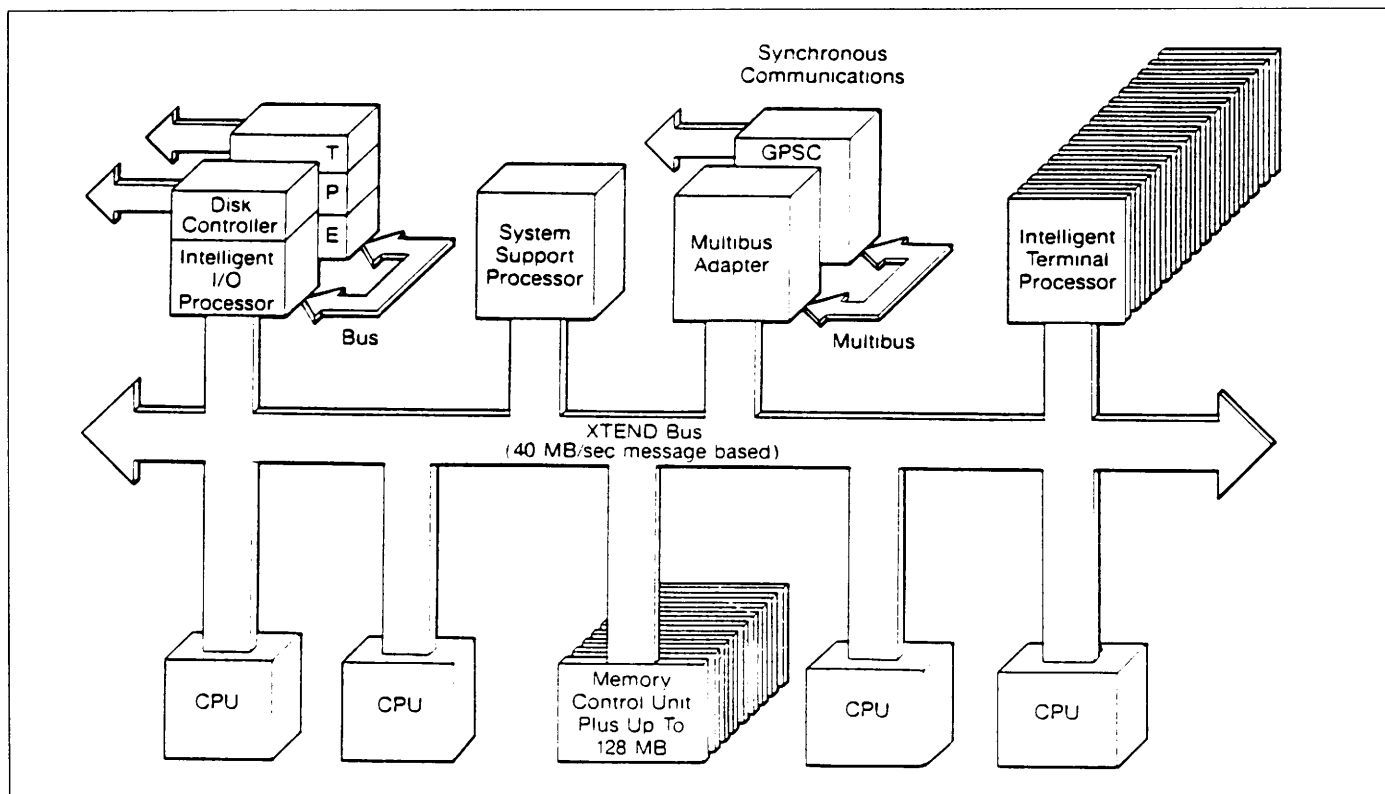 Synchronous
Communications
T
P
E
Disk
Controller
Intelligent
I/O
Processor
Bus
System
Support
Processor
GPSC
Multibus
Adapter
Multibus
Intelligent
Terminal
Processor
XTEND Bus
(40 MB/sec message based)
CPU
CPU
Memory
Control Unit
Plus Up To
128 MB
CPU
CPU